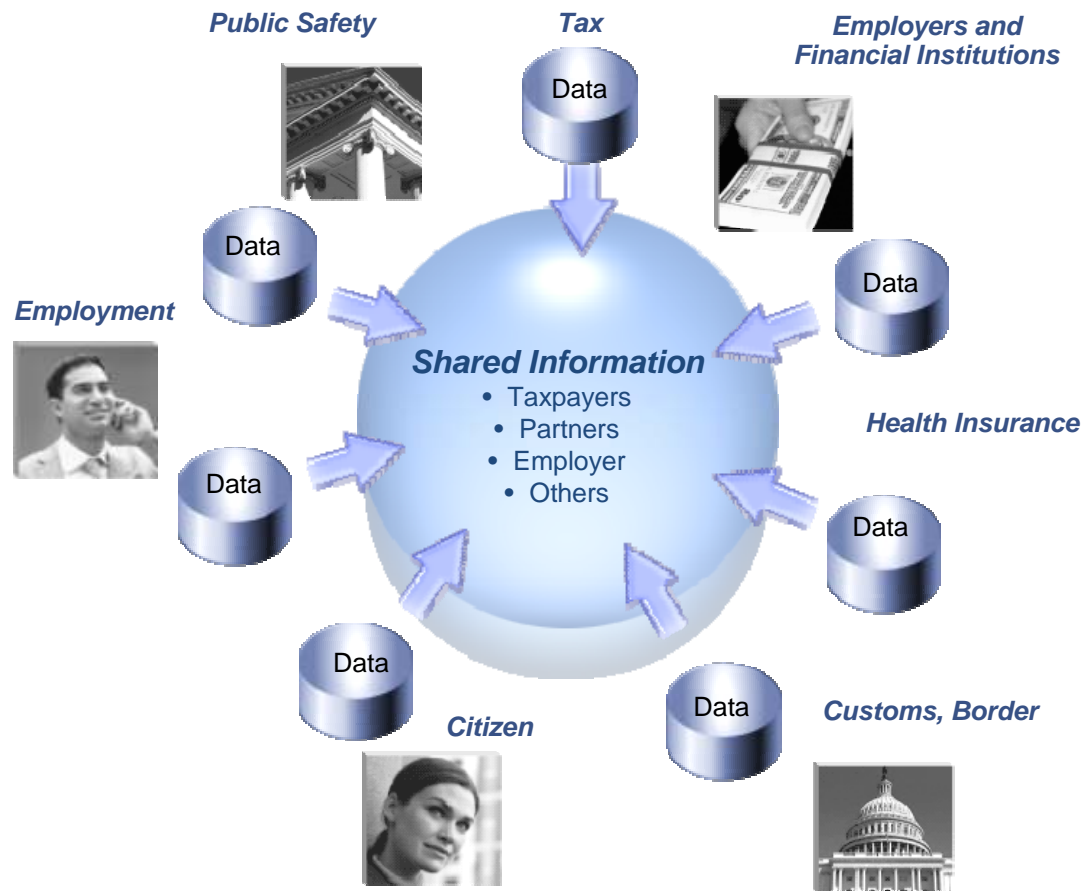 Public Safety
Tax
Employers and
Financial Institutions
Data
Data
Data
Employment
Shared Information
• Taxpayers
• Partners
• Employer
• Others
Health Insurance
Data
Data
Data
Data
Citizen
Customs, Border